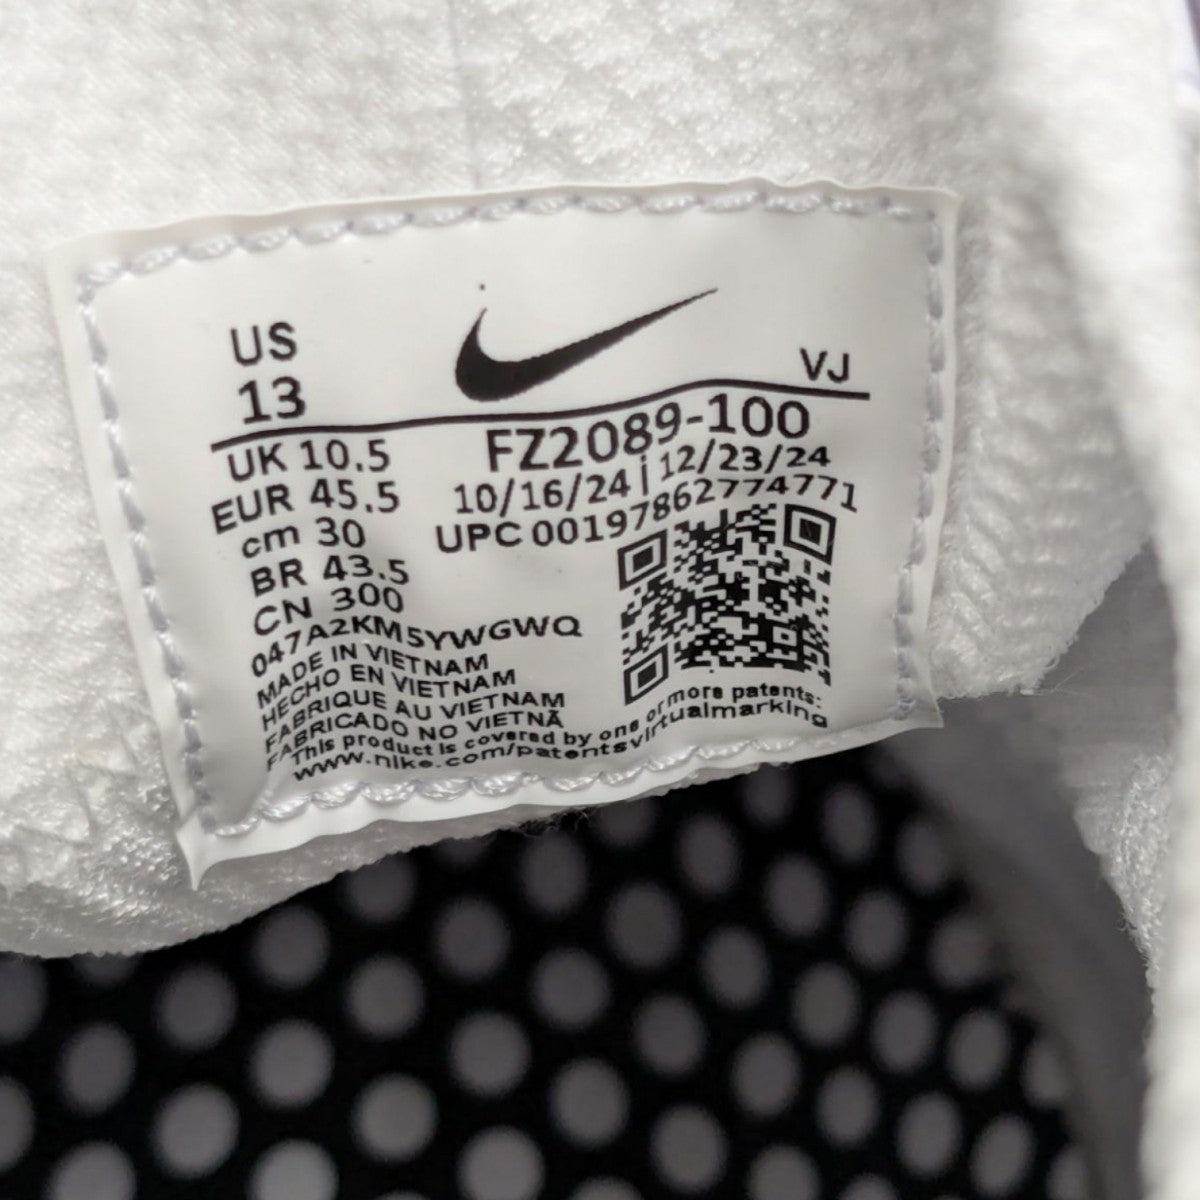 US
13
VJ
UK 10.5
EUR 45.5
cm 30
BR 43.5
CN 300
FZ2089-100
10/16/24 | 12/23/24
UPC 00197862774771
047A2KM5YWGWQ
MADE IN VIETNAM
HECHO EN VIETNAM
FABRIQUE AU VIETNAM
FABRICADO NO VIETNÃ
This product is covered by one or more patents:
www.nike.com/patentsvirtualmarking